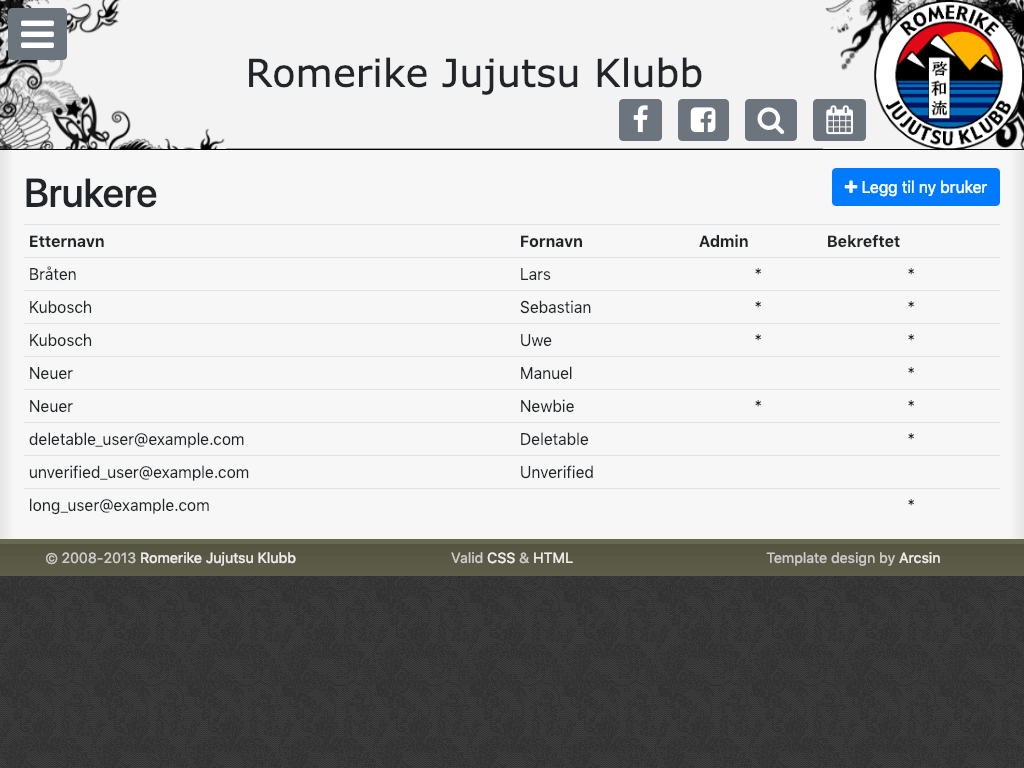 Romerike Jujutsu Klubb
ROMERIKE
啓和流
JUJUTSU KLUBB
Brukere
Legg til ny bruker
Etternavn Fornavn Admin Bekreftet
Bråten Lars * *
Kubosch Sebastian * *
Kubosch Uwe * *
Neuer Manuel *
Neuer Newbie * *
deletable_user@example.com Deletable *
unverified_user@example.com Unverified
long_user@example.com *
© 2008-2013 Romerike Jujutsu Klubb Valid CSS & HTML Template design by Arcsin